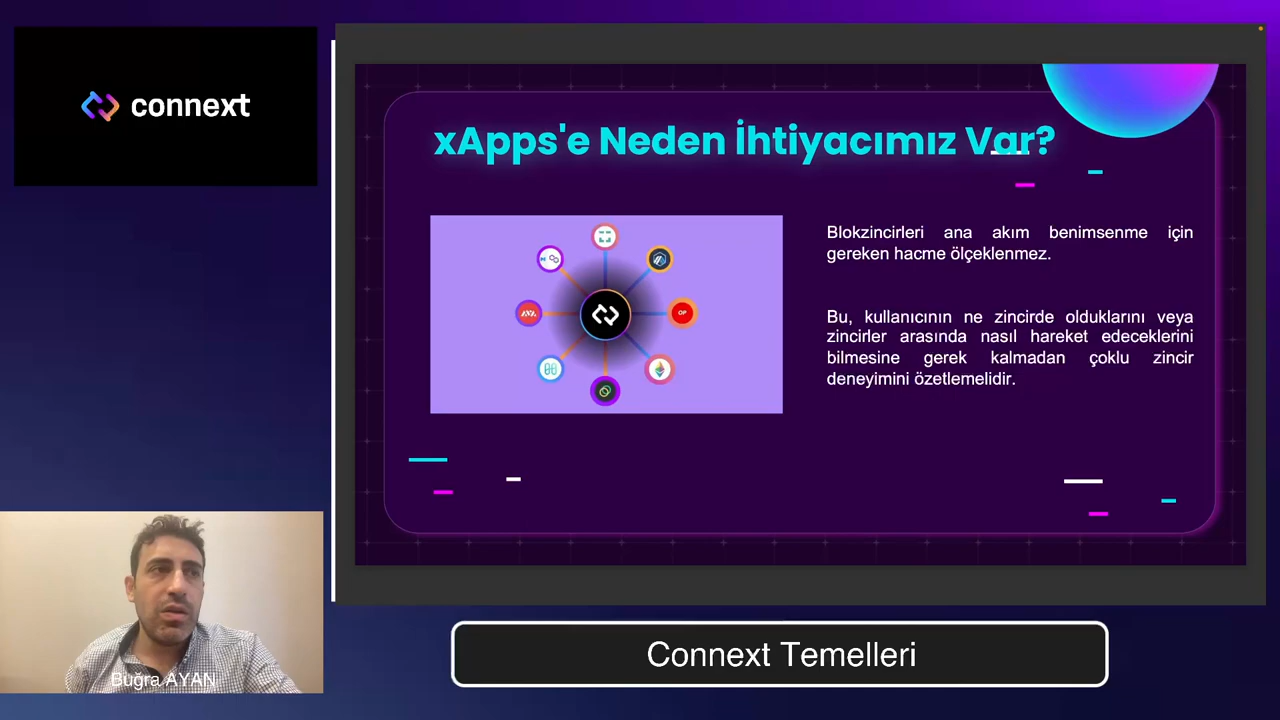 connext
xApps'e Neden İhtiyacımız Var?
Blokzincirleri ana akım benimsenme için
gereken hacme ölçeklenmez.
Bu, kullanıcının ne zincirde olduklarını veya
zincirler arasında nasıl hareket edeceklerini
bilmesine gerek kalmadan çoklu zincir
deneyimini özetlemelidir.
OP
Buğra AYAN
Connext Temelleri